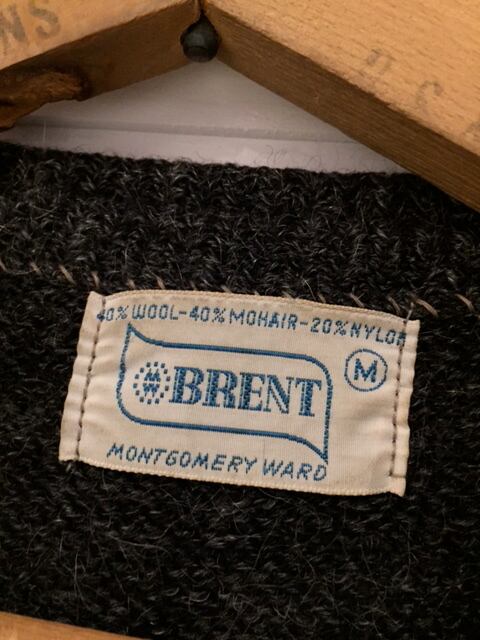 40% WOOL-40% MOHAIR-20% NYLON
M
BRENT
MONTGOMERY WARD